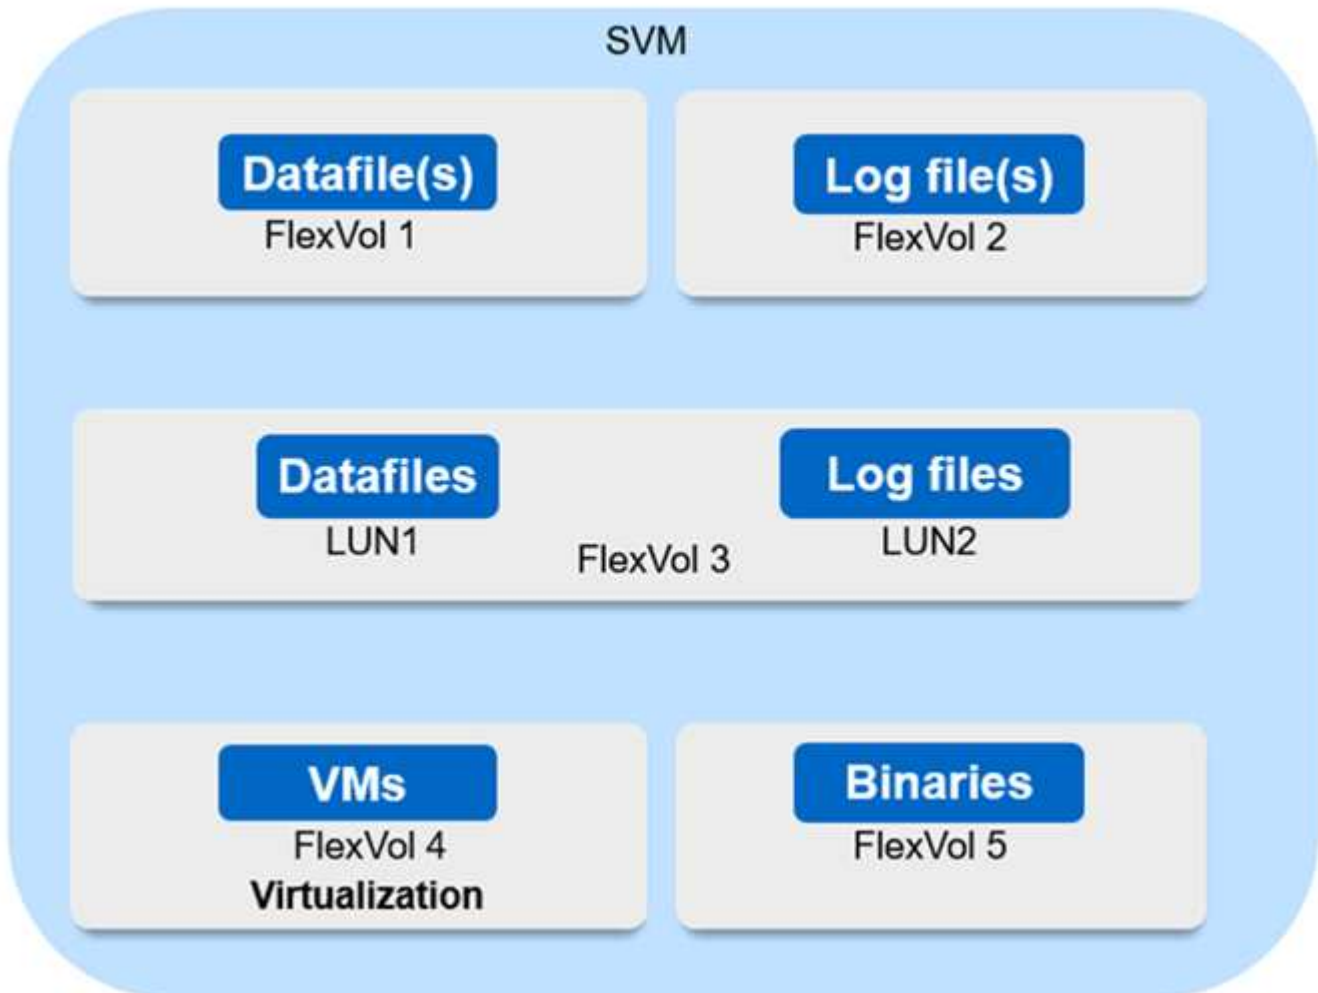 SVM
Datafile(s)
FlexVol 1
Log file(s)
FlexVol 2
Datafiles
LUN1
Log files
LUN2
FlexVol 3
VMs
FlexVol 4
Virtualization
Binaries
FlexVol 5